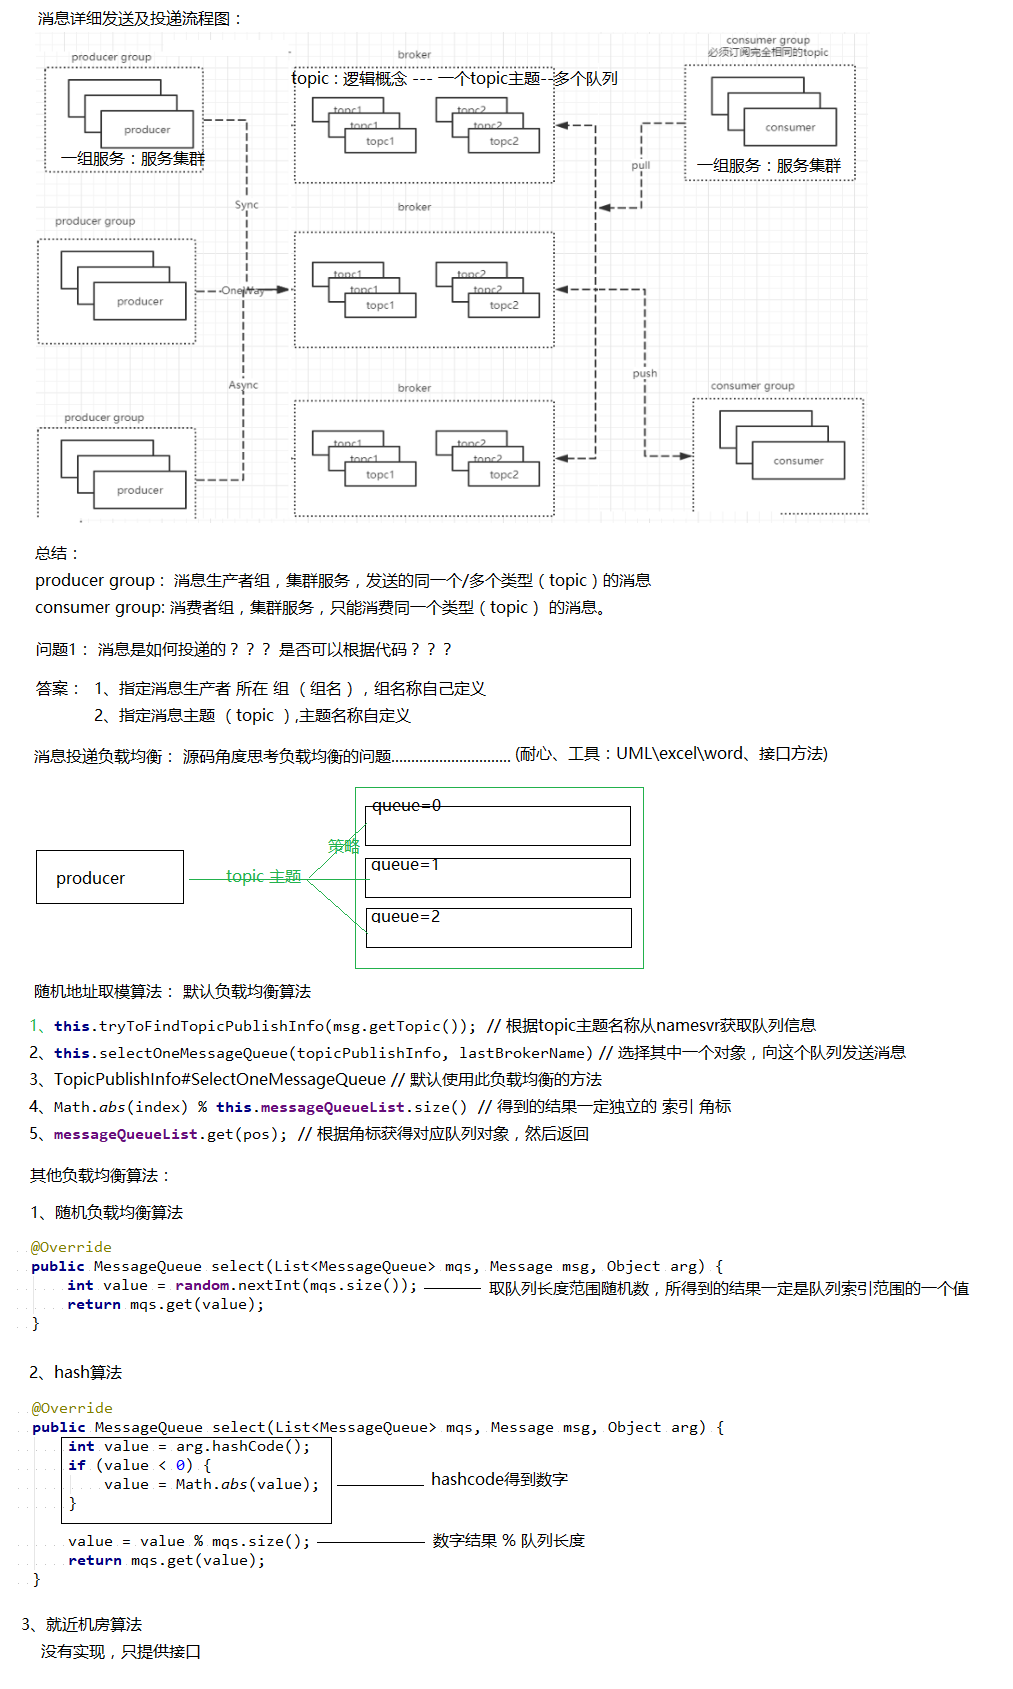 消息详细发送及投递流程图：
producer group
broker
consumer group
必须订阅完全相同的topic
topic：逻辑概念 --- 一个topic主题--多个队列
topc1
topc1
topc1
topc2
topc2
topc2
producer
consumer
一组服务：服务集群
一组服务：服务集群
pull
Sync
broker
producer group
topc1
topc1
topc1
topc2
topc2
topc2
producer
OneWay
push
Async
broker
consumer group
producer group
topc1
topc1
topc1
topc2
topc2
topc2
producer
consumer
总结：
producer group： 消息生产者组，集群服务，发送的同一个/多个类型（topic）的消息
consumer group: 消费者组，集群服务，只能消费同一个类型（topic） 的消息。
问题1： 消息是如何投递的？？？ 是否可以根据代码？？？
答案： 1、指定消息生产者 所在 组 （组名），组名称自己定义
2、指定消息主题 （topic ）,主题名称自定义
消息投递负载均衡： 源码角度思考负载均衡的问题.............................. (耐心、工具：UML\excel\word、接口方法)
queue=0
策略
queue=1
producer
topic 主题
queue=2
随机地址取模算法： 默认负载均衡算法
1、this.tryToFindTopicPublishInfo(msg.getTopic()); // 根据topic主题名称从namesvr获取队列信息
2、this.selectOneMessageQueue(topicPublishInfo, lastBrokerName) // 选择其中一个对象，向这个队列发送消息
3、TopicPublishInfo#SelectOneMessageQueue // 默认使用此负载均衡的方法
4、Math.abs(index) % this.messageQueueList.size() // 得到的结果一定独立的 索引 角标
5、messageQueueList.get(pos); // 根据角标获得对应队列对象，然后返回
其他负载均衡算法：
1、随机负载均衡算法
@Override
public MessageQueue select(List<MessageQueue> mqs, Message msg, Object arg) {
int value = random.nextInt(mqs.size()); 取队列长度范围随机数，所得到的结果一定是队列索引范围的一个值
return mqs.get(value);
}
2、hash算法
@Override
public MessageQueue select(List<MessageQueue> mqs, Message msg, Object arg) {
int value = arg.hashCode();
if (value < 0) {
value = Math.abs(value); hashcode得到数字
}
value = value % mqs.size(); 数字结果 % 队列长度
return mqs.get(value);
}
3、就近机房算法
没有实现，只提供接口